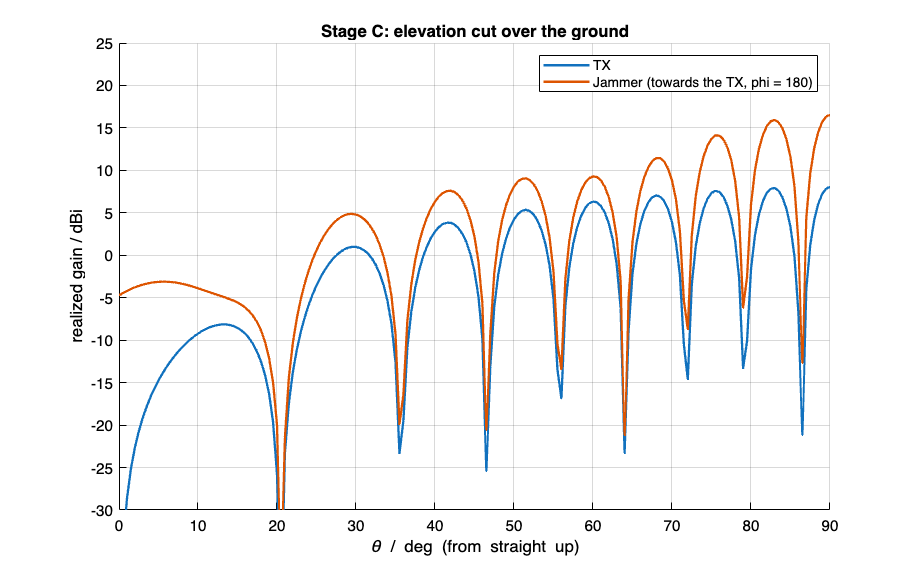 Stage C: elevation cut over the ground
TX
Jammer (towards the TX, phi = 180)
realized gain / dBi
25
20
15
10
5
0
-5
-10
-15
-20
-25
-30
0 10 20 30 40 50 60 70 80 90
θ / deg (from straight up)